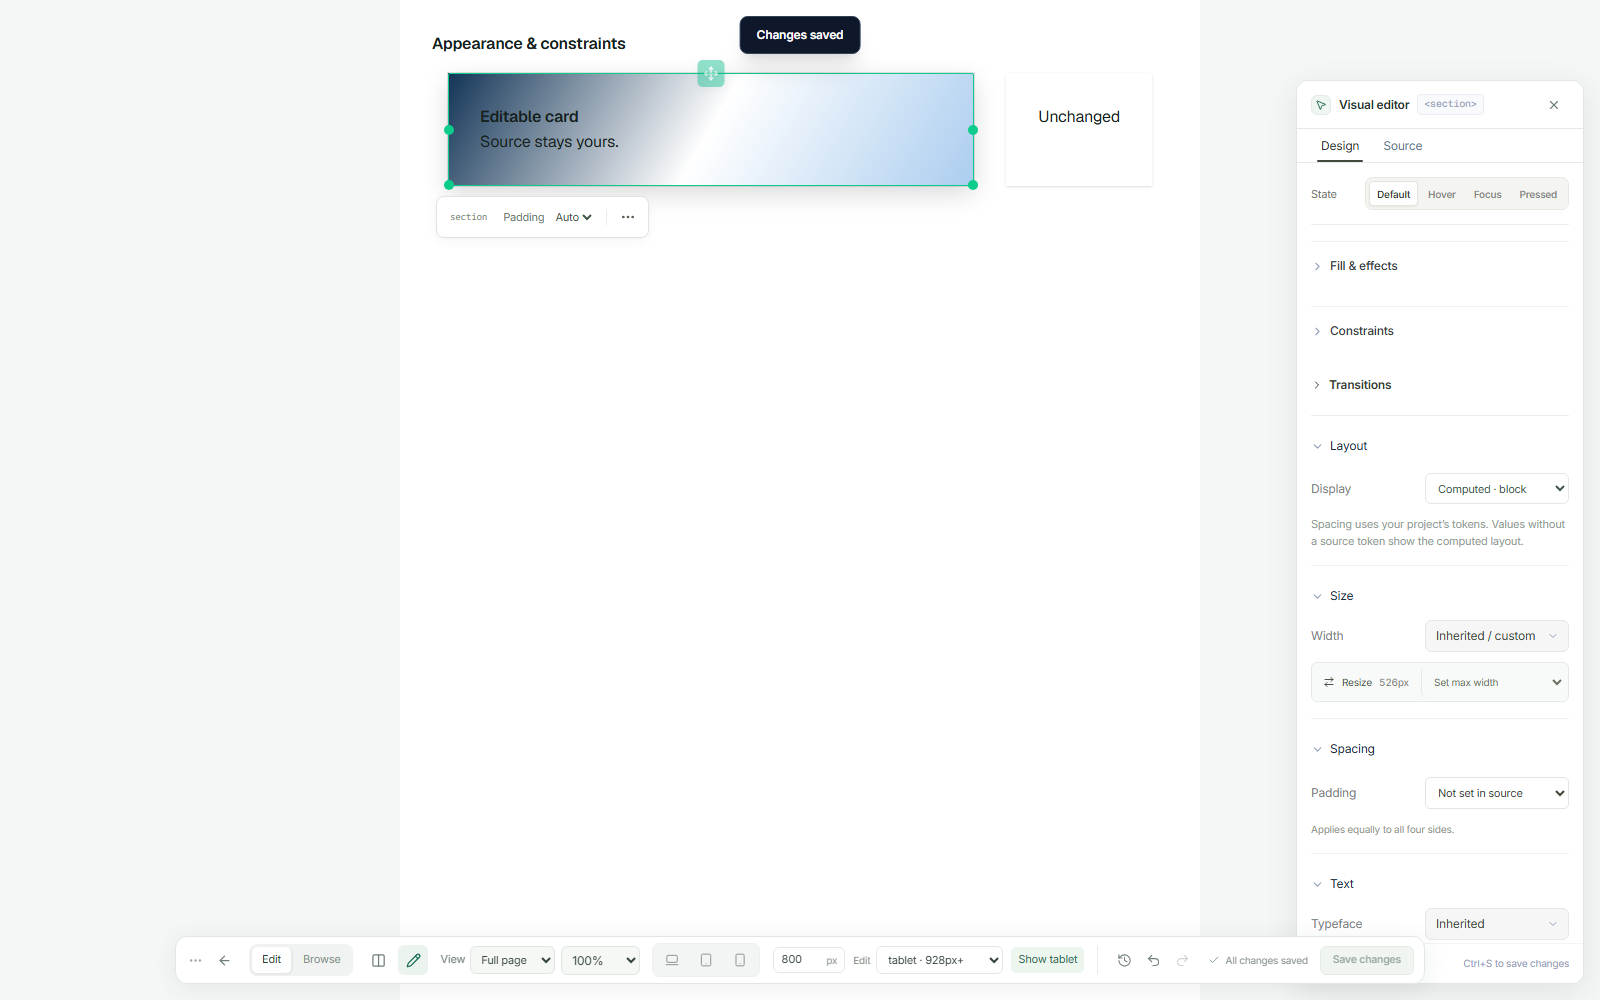 Changes saved
Appearance & constraints
Editable card
Source stays yours.
Unchanged
section Padding Auto
Visual editor <section>
Design Source
State Default Hover Focus Pressed
Fill & effects
Constraints
Transitions
Layout
Display Computed · block
Spacing uses your project's tokens. Values without
a source token show the computed layout.
Size
Width Inherited / custom
Resize 526px Set max width
Spacing
Padding Not set in source
Applies equally to all four sides.
Text
Typeface Inherited
Edit Browse View Full page 100% 800 px Edit tablet · 928px+ Show tablet All changes saved Save changes
Ctrl+S to save changes